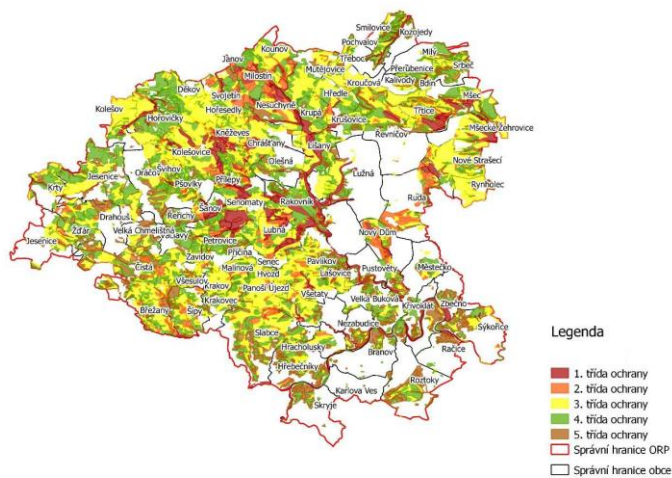 Smilovice
Kozojedy
Kounov
Pochvalov
Milý
Janov
Mutějovice
Třeboc
Přerubenice
Srbeč
Milostín
Kroučová
Kalivody
Bdín
Děkov
Svojetín
Nesuchyně
Hředle
Mšec
Kolešov
Hořesedly
Krupá
Třtice
Hořovičky
Krušovice
Kněževes
Řevničov
Mšecké Žehrovice
Chrášťany
Lišany
Kolešovice
Olešná
Nové Strašecí
Švihov
Oráčov
Lužná
Jesenice
Přílepy
Rynholec
Krty
Pšovlky
Ruda
Senomaty
Rakovník
Drahouš
Řeřichy
Šanov
Jesenice
Žďár
Velká Chmelištná
Václavy
Lubná
Nový Dům
Petrovice
Příčina
Zavidov
Senec
Pavlíkov
Čistá
Malinová
Lašovice
Pustověty
Městečko
Všesulov
Hvozd
Krakov
Panoší Újezd
Velká Buková
Zbečno
Krakovec
Všetaty
Křivoklát
Břežany
Šípy
Nezabudice
Sýkořice
Slabce
Račice
Hracholusky
Branov
Hřebečníky
Roztoky
Karlova Ves
Skryje
Legenda
1. třída ochrany
2. třída ochrany
3. třída ochrany
4. třída ochrany
5. třída ochrany
Správní hranice ORP
Správní hranice obce